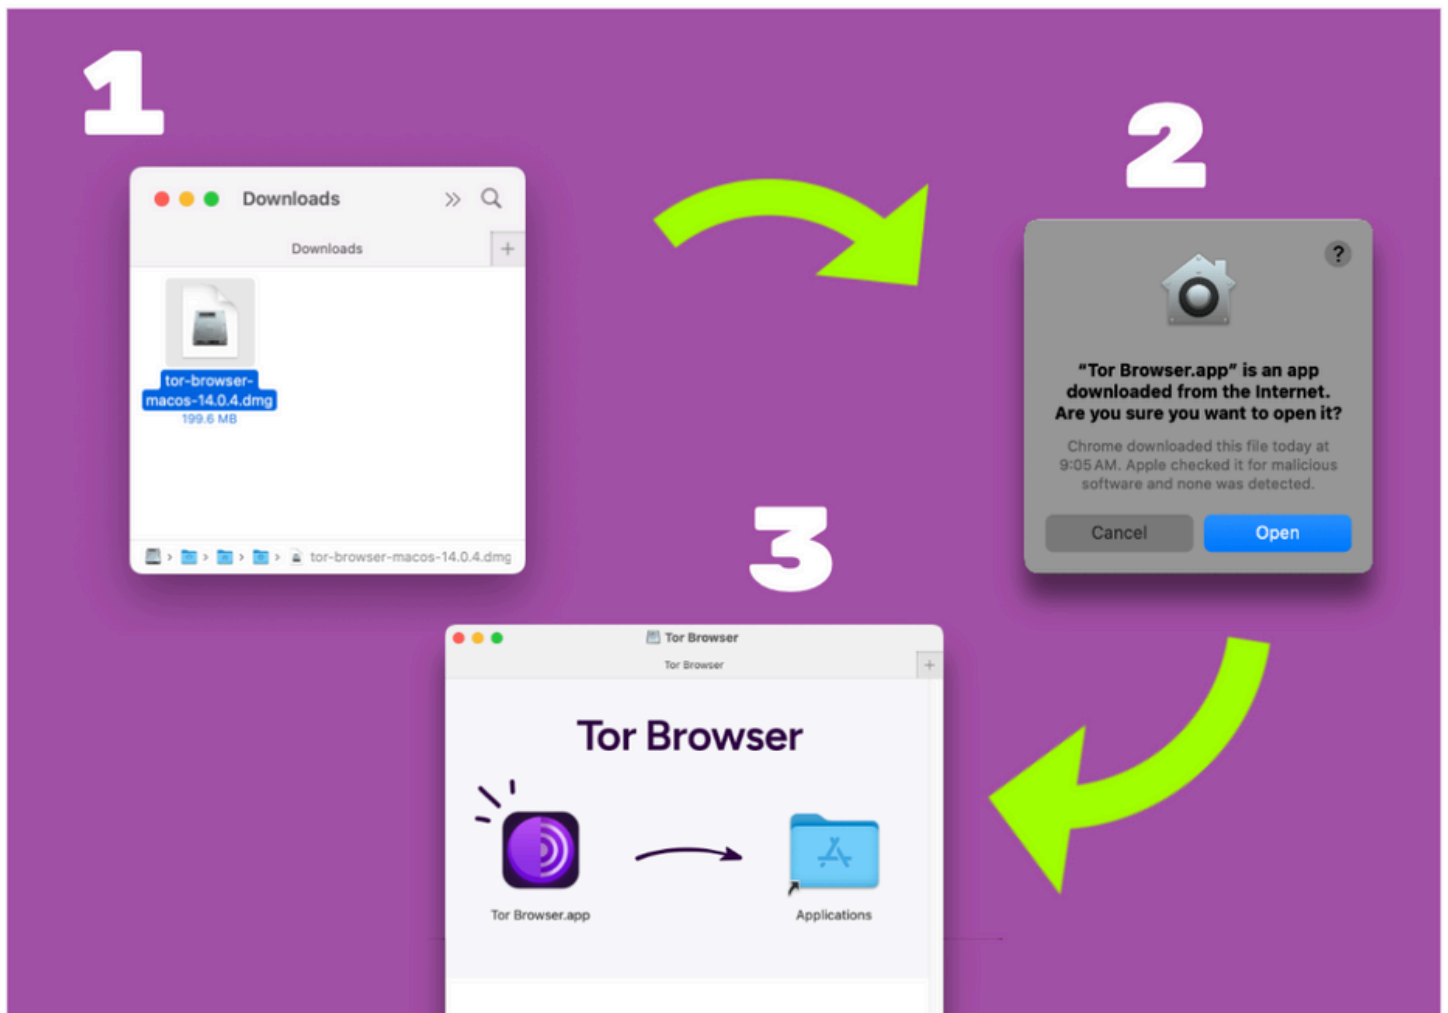 1
Downloads
Downloads
tor-browser-
macos-14.0.4.dmg
199.6 MB
tor-browser-macos-14.0.4.dmg
2
?
“Tor Browser.app” is an app
downloaded from the Internet.
Are you sure you want to open it?
Chrome downloaded this file today at
9:05 AM. Apple checked it for malicious
software and none was detected.
Cancel
Open
3
Tor Browser
Tor Browser
Tor Browser
Tor Browser.app
Applications